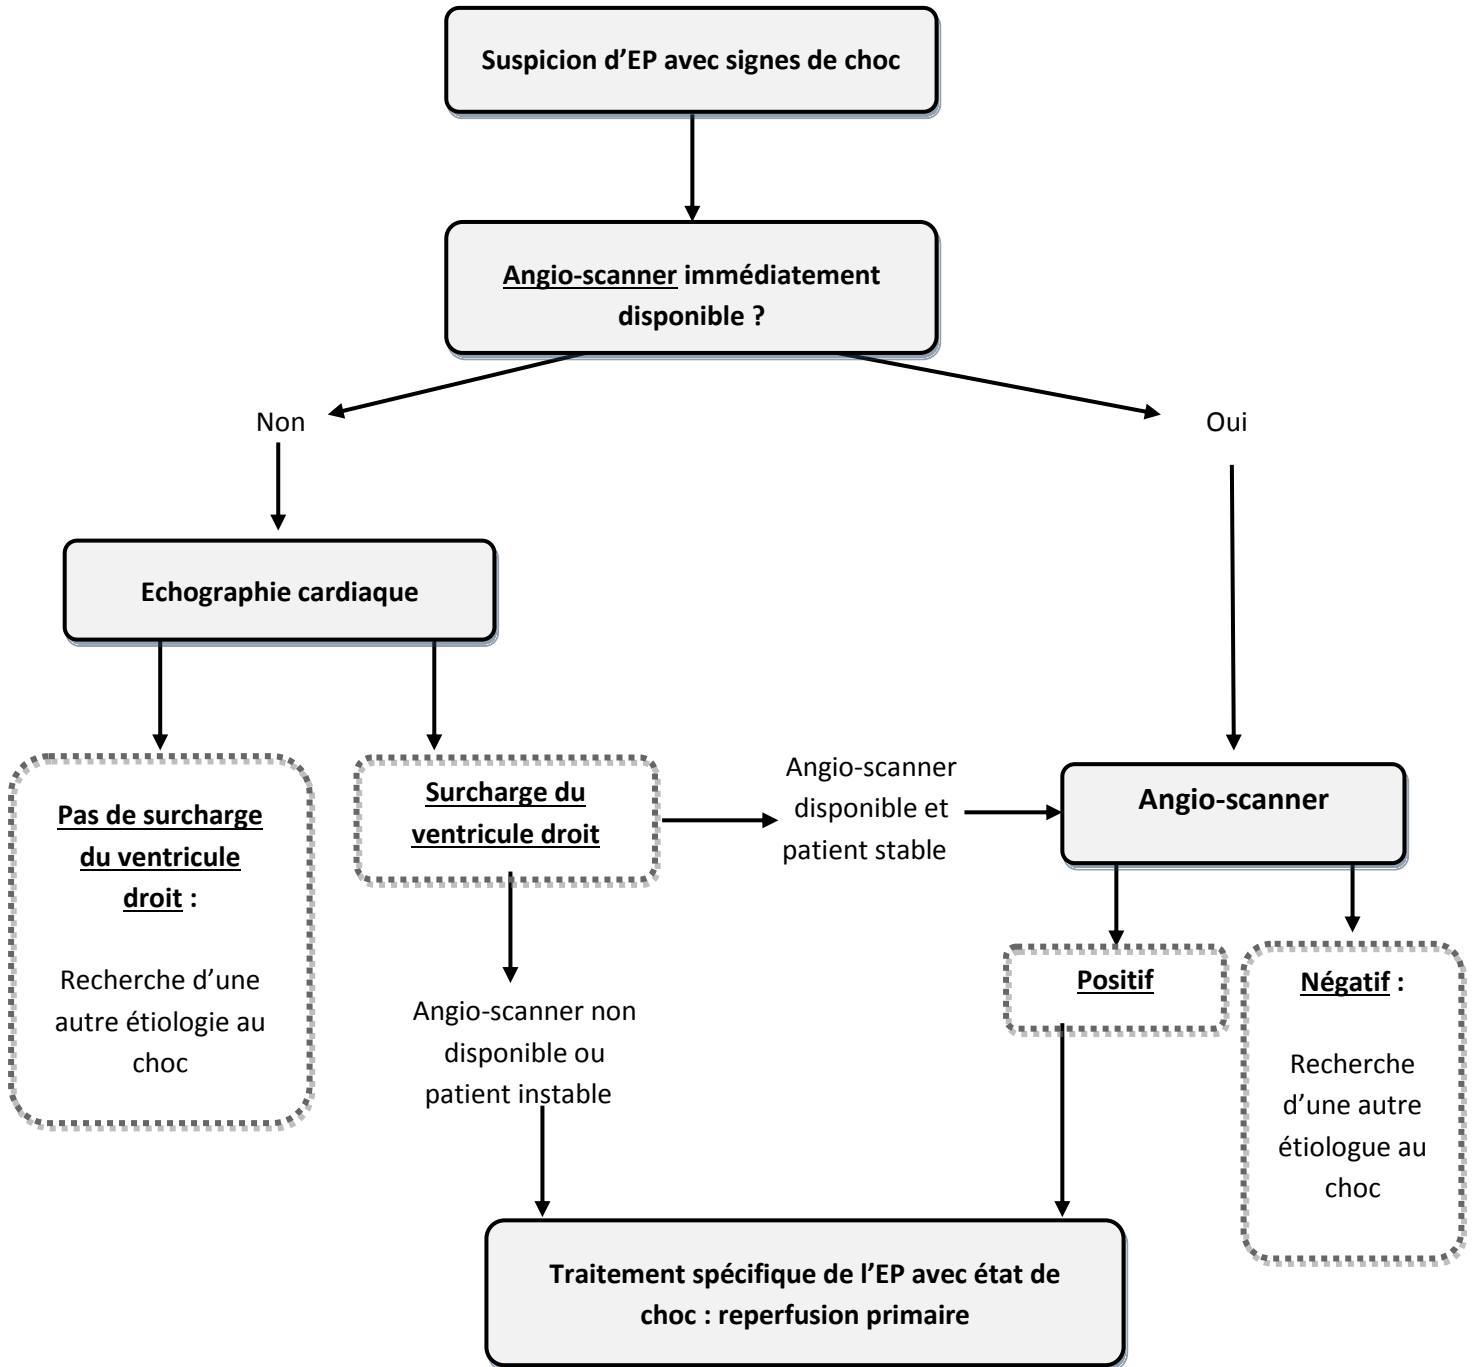 Suspicion d’EP avec signes de choc
Angio-scanner immédiatement
disponible ?
Non
Oui
Echographie cardiaque
Pas de surcharge
du ventricule
droit :
Recherche d’une
autre étiologie au
choc
Surcharge du
ventricule droit
Angio-scanner
disponible et
patient stable
Angio-scanner
Angio-scanner non
disponible ou
patient instable
Positif
Négatif :
Recherche
d’une autre
étiologue au
choc
Traitement spécifique de l’EP avec état de
choc : reperfusion primaire